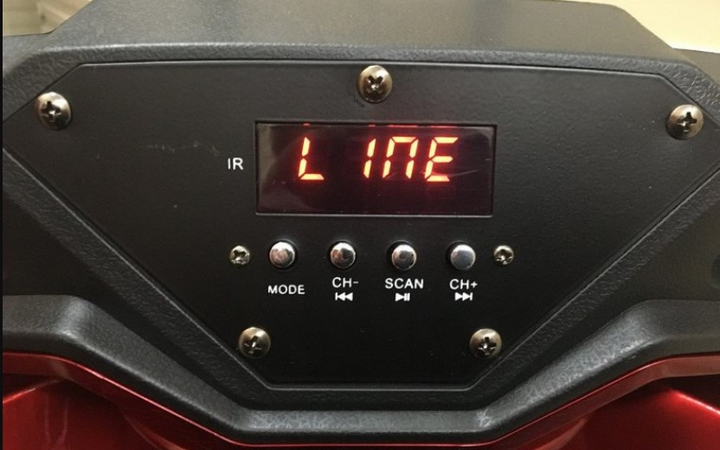 LINE
IR
MODE CH- SCAN CH+